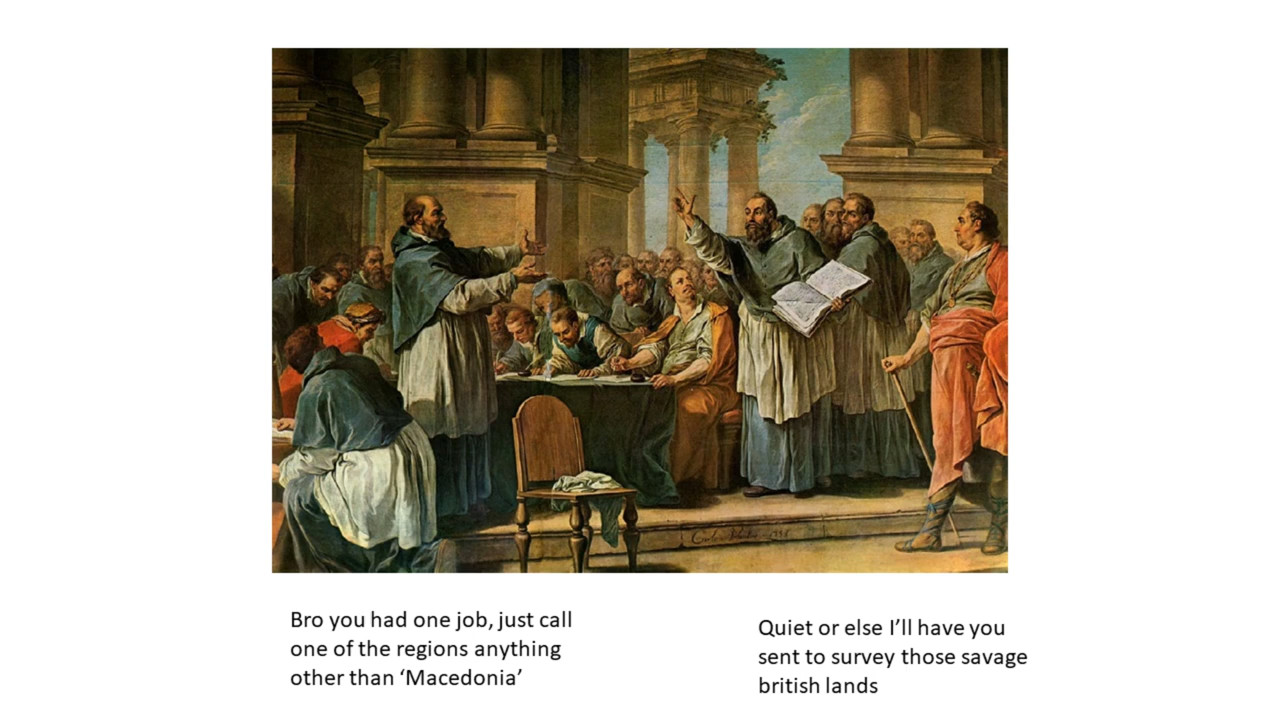 Bro you had one job, just call
one of the regions anything
other than ‘Macedonia’
Quiet or else I’ll have you
sent to survey those savage
british lands